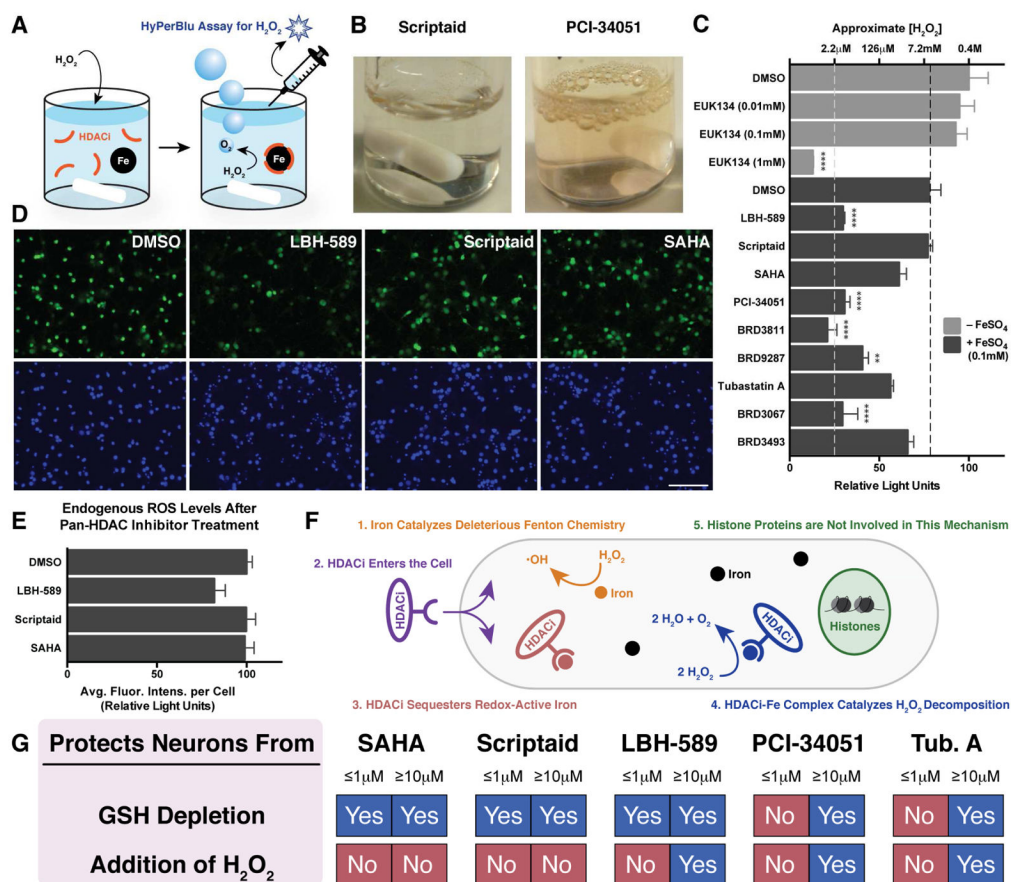 A
HyPerBlu Assay for H₂O₂
H₂O₂
HDACi
Fe
O₂
H₂O₂
Fe
B
Scriptaid
PCI-34051
C
Approximate [H₂O₂]
2.2μM 126μM 7.2mM 0.4M
DMSO
EUK134 (0.01mM)
EUK134 (0.1mM)
EUK134 (1mM)
****
DMSO
LBH-589
****
Scriptaid
SAHA
PCI-34051
****
BRD3811
****
BRD9287
**
Tubastatin A
BRD3067
****
BRD3493
– FeSO₄
+ FeSO₄
(0.1mM)
0 50 100
Relative Light Units
D
DMSO
LBH-589
Scriptaid
SAHA
E
Endogenous ROS Levels After
Pan-HDAC Inhibitor Treatment
DMSO
LBH-589
Scriptaid
SAHA
0 50 100
Avg. Fluor. Intens. per Cell
(Relative Light Units)
F
1. Iron Catalyzes Deleterious Fenton Chemistry
5. Histone Proteins are Not Involved in This Mechanism
2. HDACi Enters the Cell
·OH
H₂O₂
Iron
Iron
HDACi
HDACi
2 H₂O + O₂
2 H₂O₂
HDACi
Histones
3. HDACi Sequesters Redox-Active Iron
4. HDACi-Fe Complex Catalyzes H₂O₂ Decomposition
G
Protects Neurons From
SAHA Scriptaid LBH-589 PCI-34051 Tub. A
≤1μM ≥10μM ≤1μM ≥10μM ≤1μM ≥10μM ≤1μM ≥10μM ≤1μM ≥10μM
GSH Depletion Yes Yes Yes Yes Yes Yes No Yes No Yes
Addition of H₂O₂ No No No No No Yes No Yes No Yes